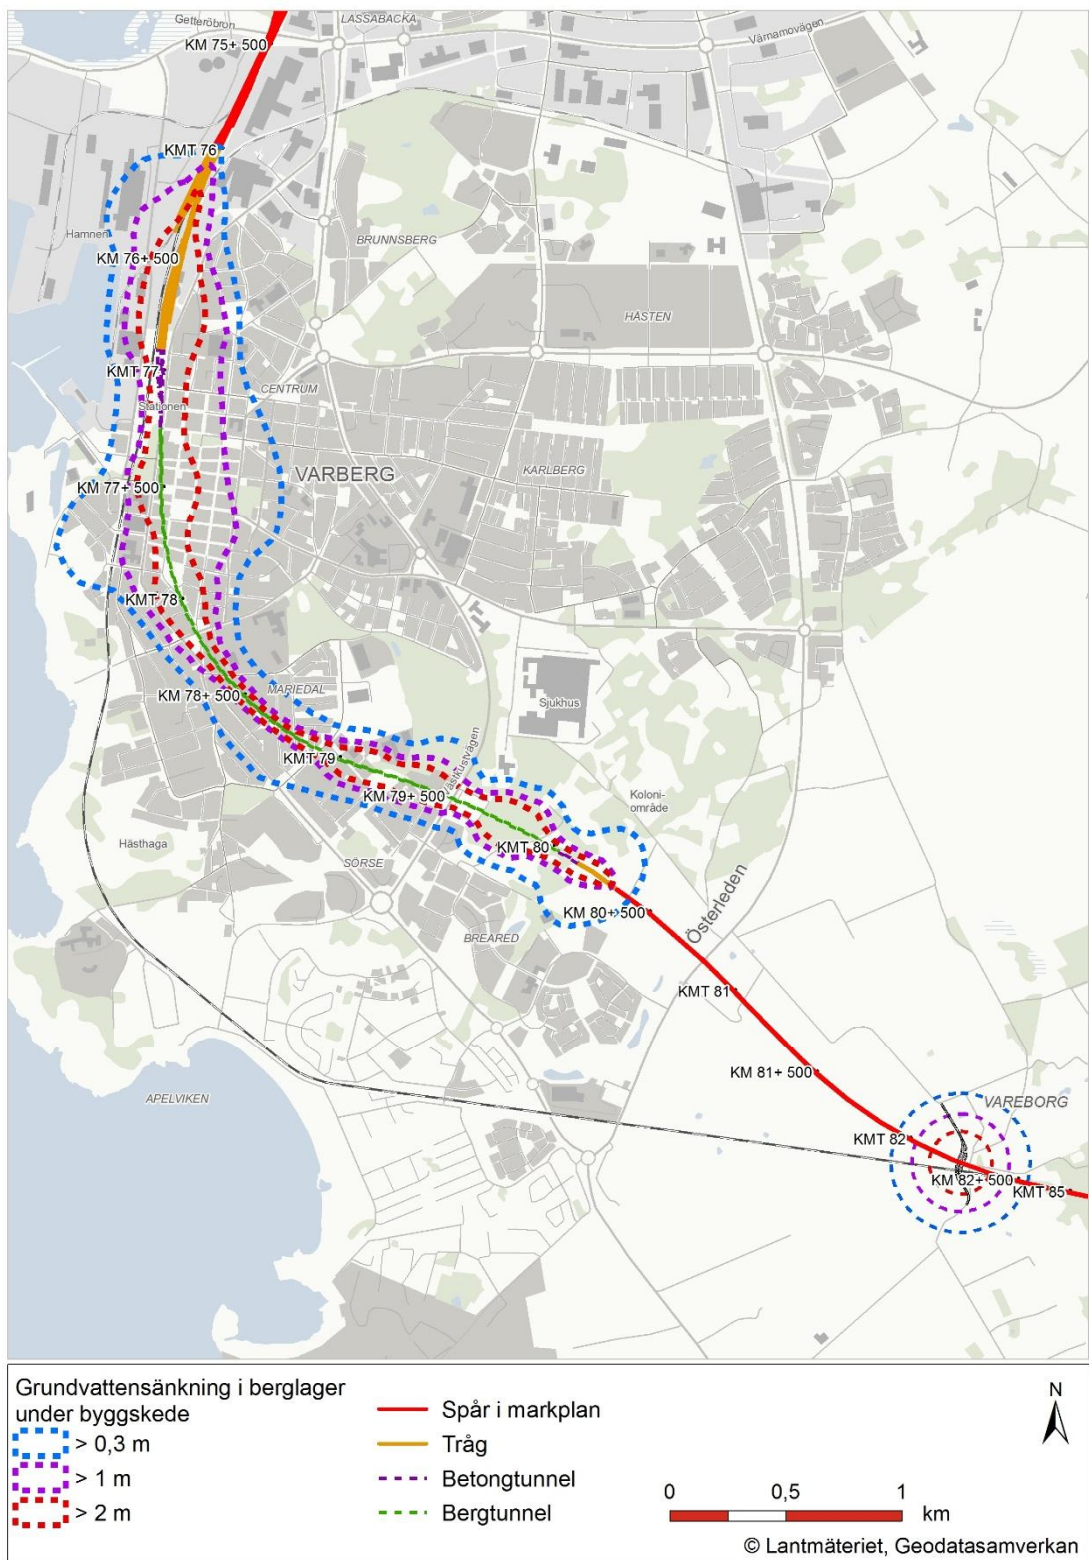 Getteröbron
LASSABACKA
KM 75+ 500
Värnamovägen
KMT 76
Hamnen
BRUNNSBERG
KM 76+ 500
HÅSTEN
KMT 77
CENTRUM
Stationen
VARBERG
KARLBERG
KM 77+ 500
KMT 78
KM 78+ 500
MARIEDAL
Sjukhus
Västkustvägen
KMT 79
KM 79+ 500
Koloni-
område
Hästhaga
KMT 80
SÖRSE
KM 80+ 500
Österleden
BREARED
KMT 81
KM 81+ 500
APELVIKEN
VAREBORG
KMT 82
KM 82+ 500
KMT 85
Grundvattensänkning i berglager
under byggskede
> 0,3 m
> 1 m
> 2 m
Spår i markplan
Tråg
Betongtunnel
Bergtunnel
N
0 0,5 1
km
© Lantmäteriet, Geodatasamverkan